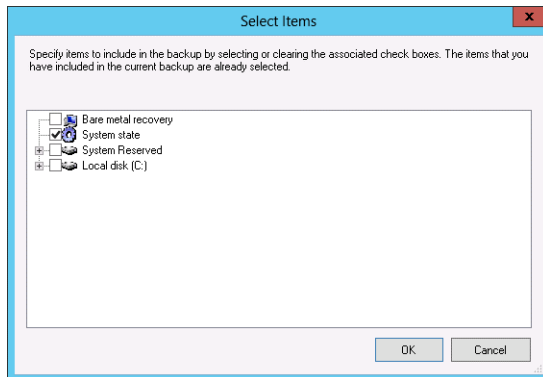 Select Items
x
Specify items to include in the backup by selecting or clearing the associated check boxes. The items that you
have included in the current backup are already selected.
Bare metal recovery
System state
System Reserved
Local disk (C:)
OK Cancel